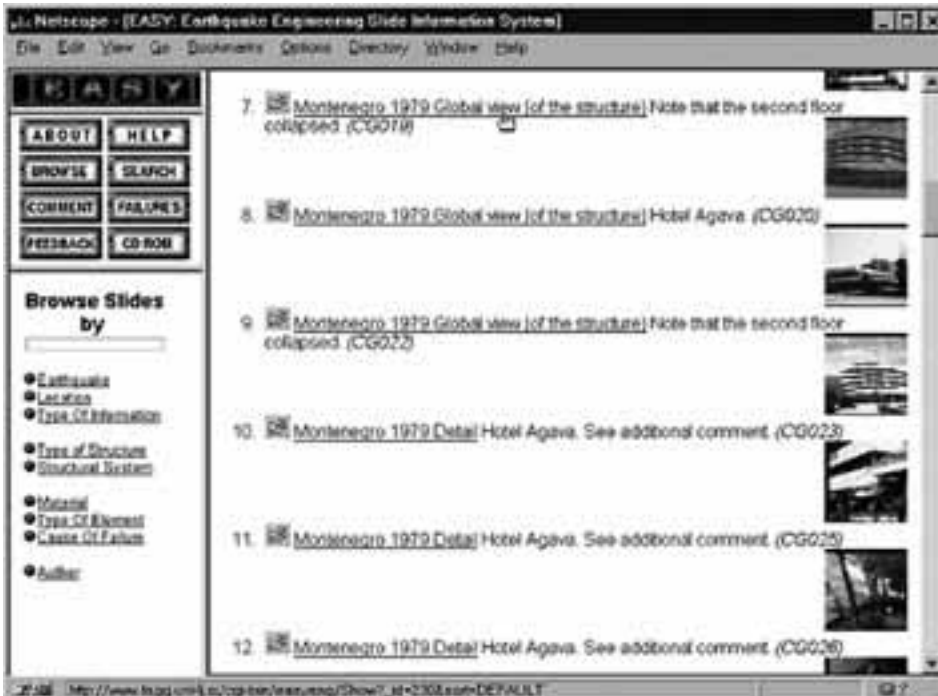 Netscape - [EASY: Earthquake Engineering Slide Information System]
File Edit View Go Bookmarks Options Directory Window Help
EASY
ABOUT HELP
BROWSE SEARCH
COMMENT FAILURES
FEEDBACK CD ROM
Browse Slides
by
Earthquake
Location
Type Of Information
Type of Structure
Structural System
Material
Type Of Element
Cause Of Failure
Author
7. Montenegro 1979 Global view (of the structure) Note that the second floor
collapsed. (CG019)
8. Montenegro 1979 Global view (of the structure) Hotel Agava. (CG020)
9. Montenegro 1979 Global view (of the structure) Note that the second floor
collapsed. (CG022)
10. Montenegro 1979 Detail Hotel Agava. See additional comment. (CG023)
11. Montenegro 1979 Detail Hotel Agava. See additional comment. (CG025)
12. Montenegro 1979 Detail Hotel Agava. See additional comment. (CG026)